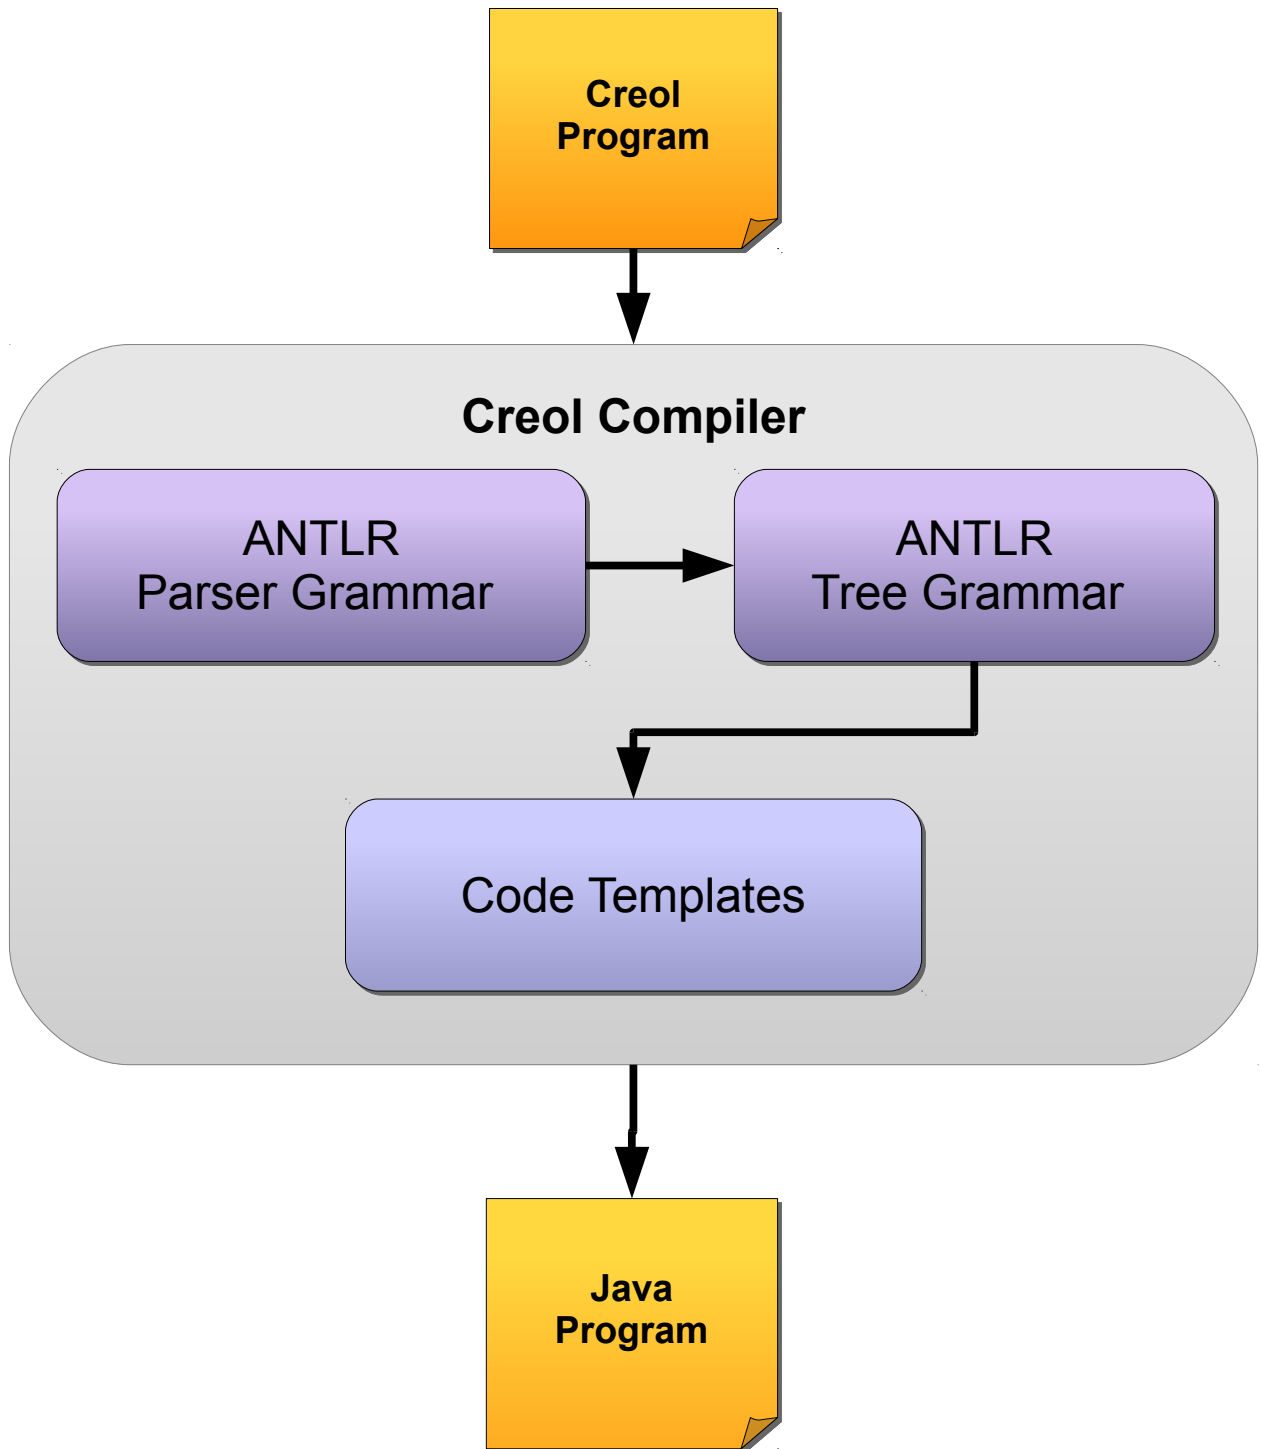 Creol
Program
Creol Compiler
ANTLR
Parser Grammar
ANTLR
Tree Grammar
Code Templates
Java
Program